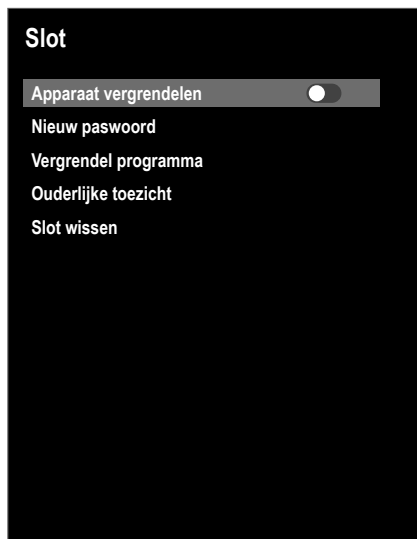 Slot
Apparaat vergrendelen
Nieuw paswoord
Vergrendel programma
Ouderlijke toezicht
Slot wissen